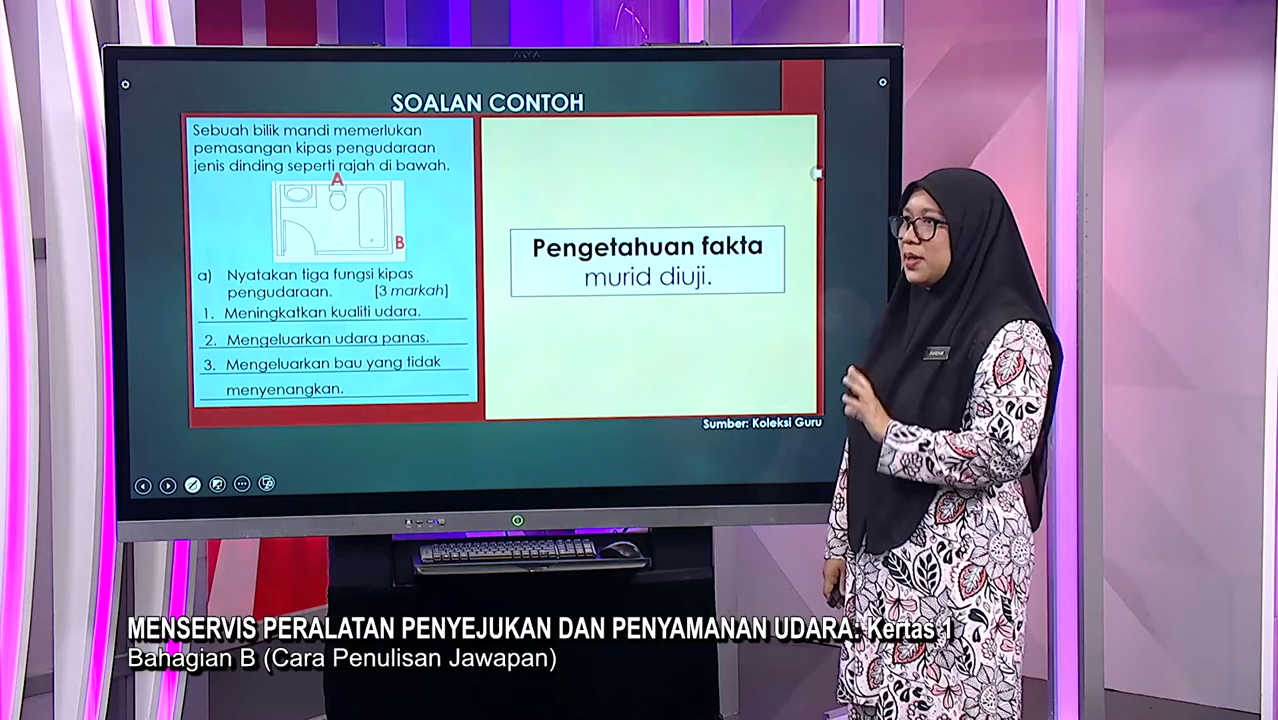 SOALAN CONTOH
Sebuah bilik mandi memerlukan
pemasangan kipas pengudaraan
jenis dinding seperti rajah di bawah.
A
B
a) Nyatakan tiga fungsi kipas
pengudaraan. [3 markah]
1. Meningkatkan kualiti udara.
2. Mengeluarkan udara panas.
3. Mengeluarkan bau yang tidak
menyenangkan.
Pengetahuan fakta
murid diuji.
Sumber: Koleksi Guru
MENSERVIS PERALATAN PENYEJUKAN DAN PENYAMANAN UDARA: Kertas 1
Bahagian B (Cara Penulisan Jawapan)